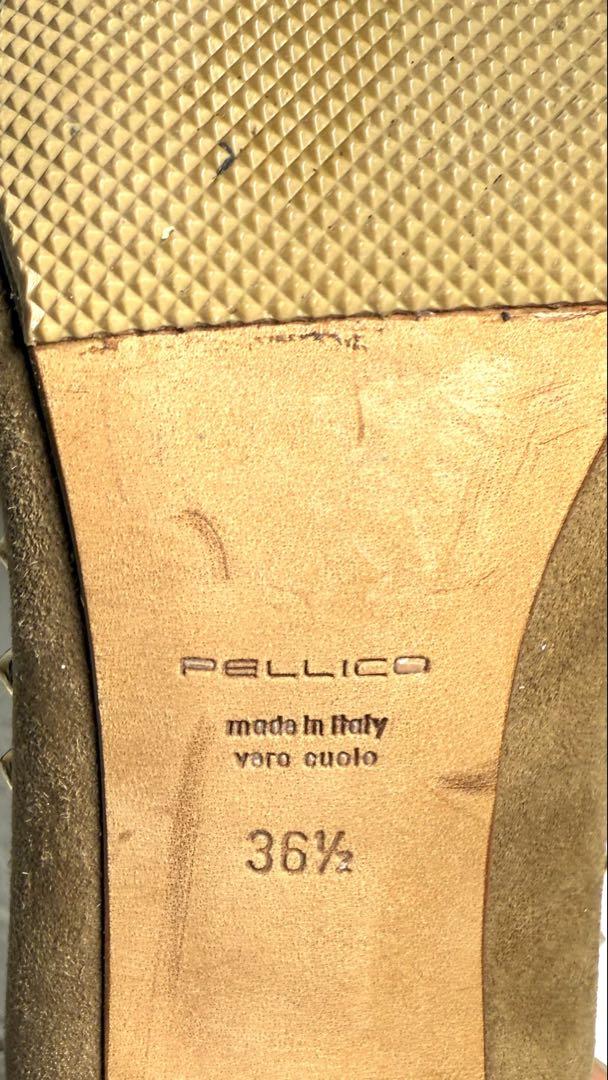 PELLICO
made in Italy
vero cuoio
36½